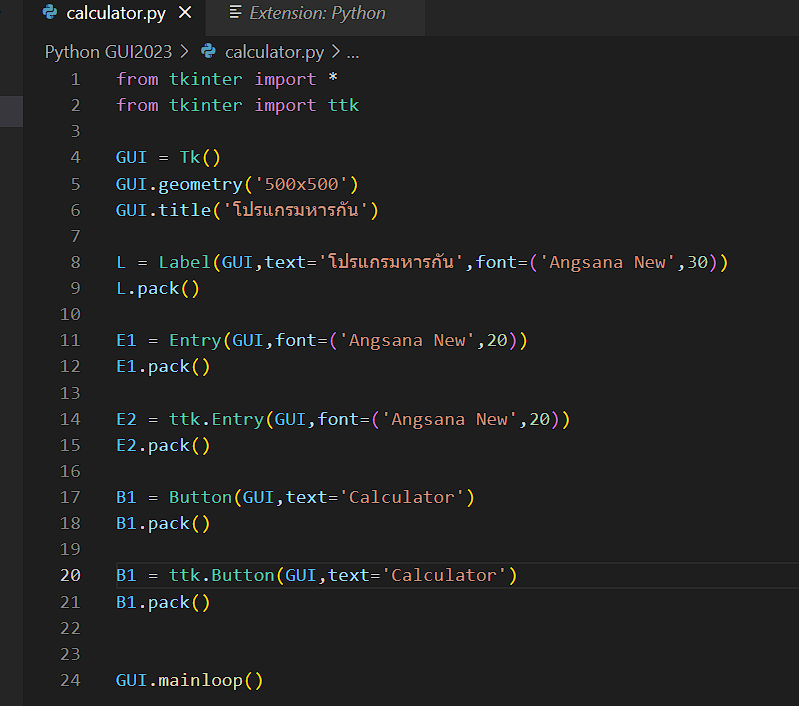 calculator.py
Extension: Python
Python GUI2023 > calculator.py > ...
1 from tkinter import *
2 from tkinter import ttk
3
4 GUI = Tk()
5 GUI.geometry('500x500')
6 GUI.title('โปรแกรมหารกัน')
7
8 L = Label(GUI,text='โปรแกรมหารกัน',font=('Angsana New',30))
9 L.pack()
10
11 E1 = Entry(GUI,font=('Angsana New',20))
12 E1.pack()
13
14 E2 = ttk.Entry(GUI,font=('Angsana New',20))
15 E2.pack()
16
17 B1 = Button(GUI,text='Calculator')
18 B1.pack()
19
20 B1 = ttk.Button(GUI,text='Calculator')
21 B1.pack()
22
23
24 GUI.mainloop()